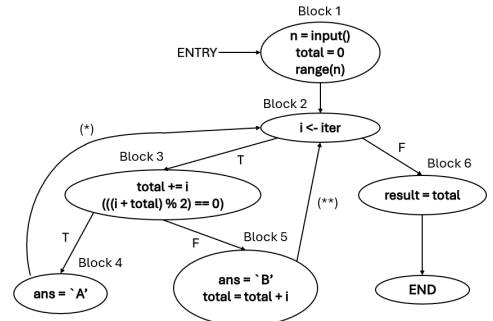 Block 1
n = input()
ENTRY
total = 0
range(n)
Block 2
(*)
i <- iter
Block 3
T
F
Block 6
total += i
(((i + total) % 2) == 0)
result = total
(**)
T
F
Block 5
Block 4
ans = `B’
ans = `A’
total = total + i
END